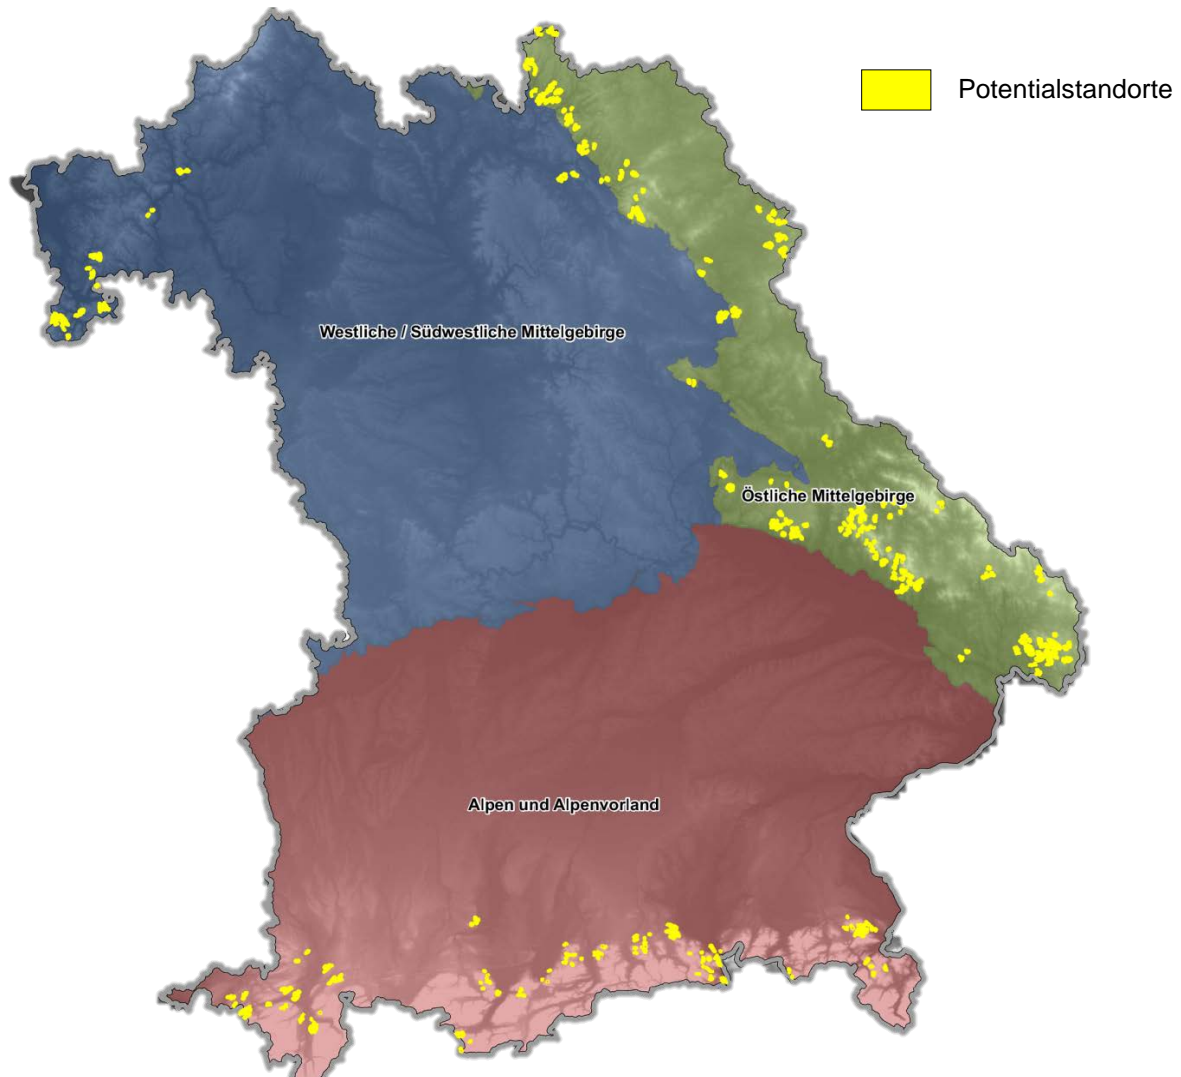 Potentialstandorte
Westliche / Südwestliche Mittelgebirge
Östliche Mittelgebirge
Alpen und Alpenvorland